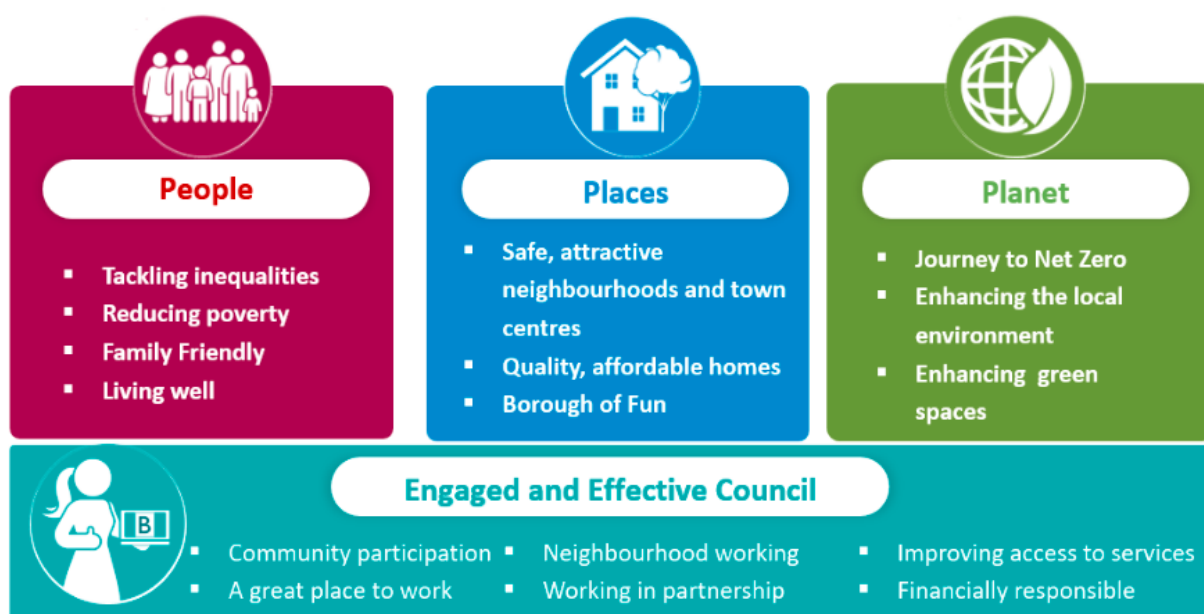 People
▪ Tackling inequalities
▪ Reducing poverty
▪ Family Friendly
▪ Living well
Places
▪ Safe, attractive
neighbourhoods and town
centres
▪ Quality, affordable homes
▪ Borough of Fun
Planet
▪ Journey to Net Zero
▪ Enhancing the local
environment
▪ Enhancing green
spaces
Engaged and Effective Council
B
▪ Community participation
▪ A great place to work
▪ Neighbourhood working
▪ Working in partnership
▪ Improving access to services
▪ Financially responsible